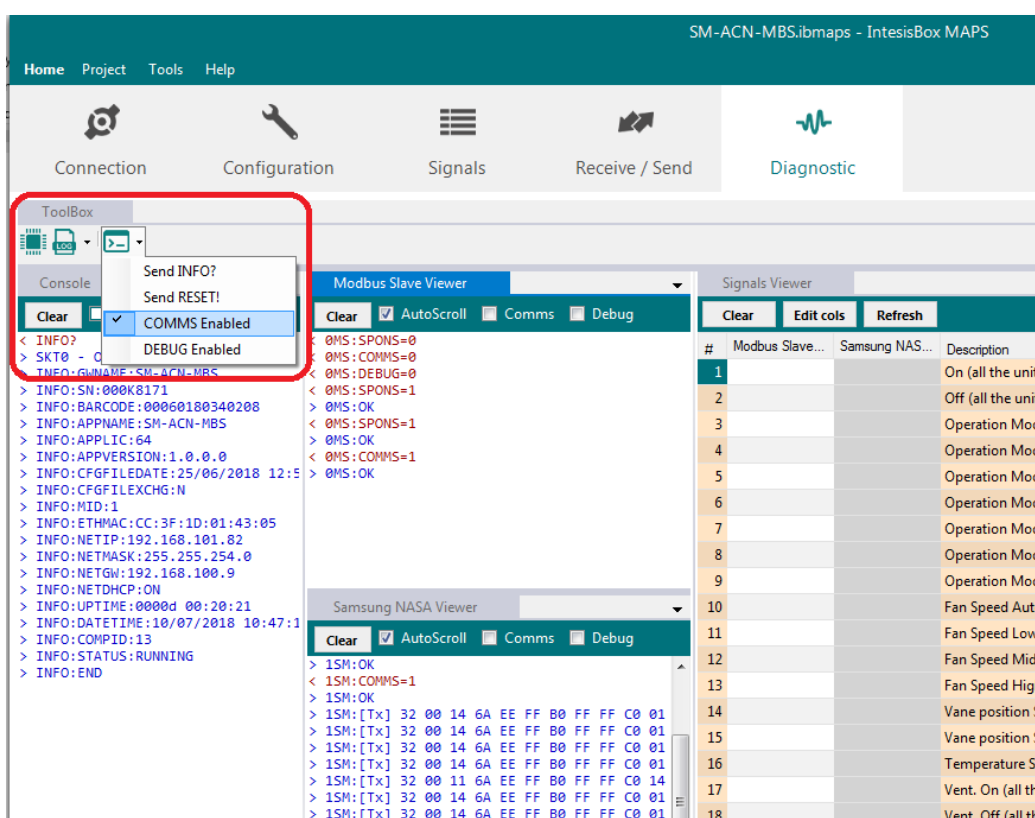 SM-ACN-MBS.ibmaps - IntesisBox MAPS
Home Project Tools Help
Connection Configuration Signals Receive / Send Diagnostic
ToolBox
LOG
Send INFO?
Send RESET!
COMMS Enabled
DEBUG Enabled
Console
Clear
< INFO?
> SKT0 - O
> INFO:GWNAME:SM-ACN-MBS
> INFO:SN:000K8171
> INFO:BARCODE:00060180340208
> INFO:APPNAME:SM-ACN-MBS
> INFO:APPLIC:64
> INFO:APPVERSION:1.0.0.0
> INFO:CFGFILEDATE:25/06/2018 12:5
> INFO:CFGFILEXCHG:N
> INFO:MID:1
> INFO:ETHMAC:CC:3F:1D:01:43:05
> INFO:NETIP:192.168.101.82
> INFO:NETMASK:255.255.254.0
> INFO:NETGW:192.168.100.9
> INFO:NETDHCP:ON
> INFO:UPTIME:0000d 00:20:21
> INFO:DATETIME:10/07/2018 10:47:1
> INFO:COMPID:13
> INFO:STATUS:RUNNING
> INFO:END
Modbus Slave Viewer
Clear AutoScroll Comms Debug
< 0MS:SPONS=0
< 0MS:COMMS=0
< 0MS:DEBUG=0
< 0MS:SPONS=1
> 0MS:OK
< 0MS:SPONS=1
> 0MS:OK
< 0MS:COMMS=1
> 0MS:OK
Samsung NASA Viewer
Clear AutoScroll Comms Debug
> 1SM:OK
< 1SM:COMMS=1
> 1SM:OK
> 1SM:[Tx] 32 00 14 6A EE FF B0 FF FF C0 01
> 1SM:[Tx] 32 00 14 6A EE FF B0 FF FF C0 01
> 1SM:[Tx] 32 00 14 6A EE FF B0 FF FF C0 01
> 1SM:[Tx] 32 00 14 6A EE FF B0 FF FF C0 01
> 1SM:[Tx] 32 00 11 6A EE FF B0 FF FF C0 14
> 1SM:[Tx] 32 00 14 6A EE FF B0 FF FF C0 01
> 1SM:[Tx] 32 00 14 6A EE FF B0 FF FF C0 01
Signals Viewer
Clear Edit cols Refresh
# Modbus Slave... Samsung NAS... Description
1 On (all the uni
2 Off (all the uni
3 Operation Mo
4 Operation Mo
5 Operation Mo
6 Operation Mo
7 Operation Mo
8 Operation Mo
9 Operation Mo
10 Fan Speed Aut
11 Fan Speed Low
12 Fan Speed Mid
13 Fan Speed Hig
14 Vane position
15 Vane position
16 Temperature S
17 Vent. On (all th
18 Vent. Off (all t